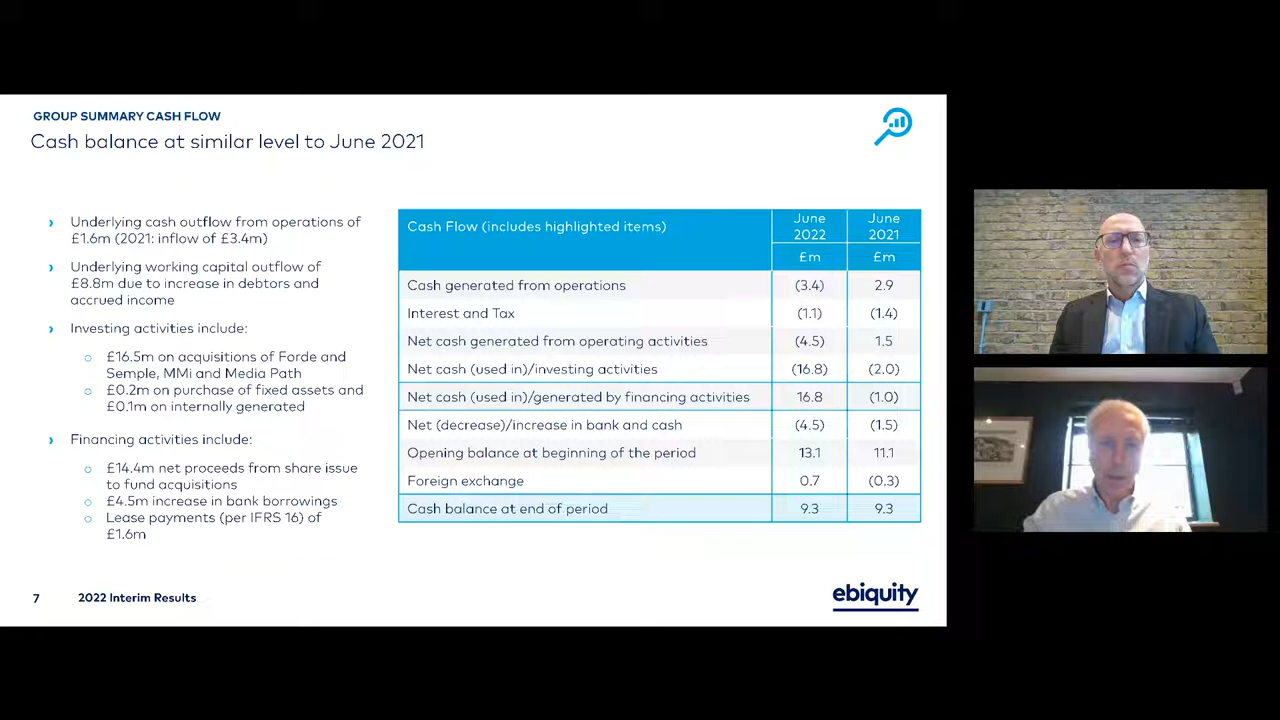 GROUP SUMMARY CASH FLOW
Cash balance at similar level to June 2021
› Underlying cash outflow from operations of
£1.6m (2021: inflow of £3.4m)
› Underlying working capital outflow of
£8.8m due to increase in debtors and
accrued income
› Investing activities include:
o £16.5m on acquisitions of Forde and
Semple, MMi and Media Path
o £0.2m on purchase of fixed assets and
£0.1m on internally generated
› Financing activities include:
o £14.4m net proceeds from share issue
to fund acquisitions
o £4.5m increase in bank borrowings
o Lease payments (per IFRS 16) of
£1.6m
Cash Flow (includes highlighted items) June 2022 June 2021
£m £m
Cash generated from operations (3.4) 2.9
Interest and Tax (1.1) (1.4)
Net cash generated from operating activities (4.5) 1.5
Net cash (used in)/investing activities (16.8) (2.0)
Net cash (used in)/generated by financing activities 16.8 (1.0)
Net (decrease)/increase in bank and cash (4.5) (1.5)
Opening balance at beginning of the period 13.1 11.1
Foreign exchange 0.7 (0.3)
Cash balance at end of period 9.3 9.3
7 2022 Interim Results
ebiquity